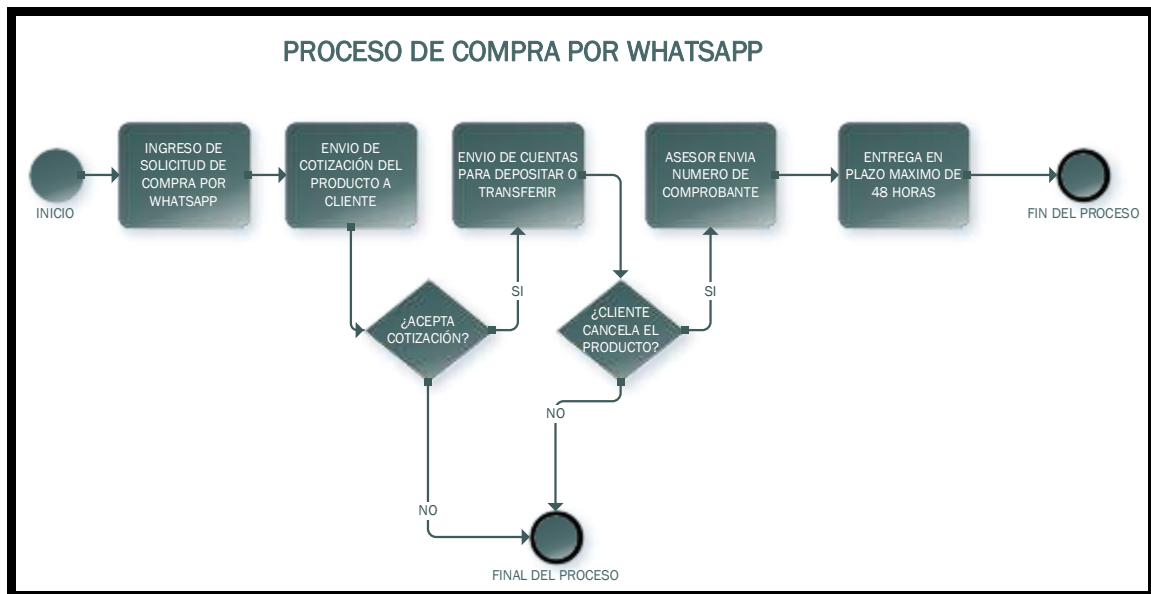 PROCESO DE COMPRA POR WHATSAPP
INICIO
INGRESO DE
SOLICITUD DE
COMPRA POR
WHATSAPP
ENVIO DE
COTIZACIÓN DEL
PRODUCTO A
CLIENTE
¿ACEPTA
COTIZACIÓN?
SI
NO
ENVIO DE CUENTAS
PARA DEPOSITAR O
TRANSFERIR
¿CLIENTE
CANCELA EL
PRODUCTO?
SI
NO
ASESOR ENVIA
NUMERO DE
COMPROBANTE
ENTREGA EN
PLAZO MAXIMO DE
48 HORAS
FIN DEL PROCESO
FINAL DEL PROCESO